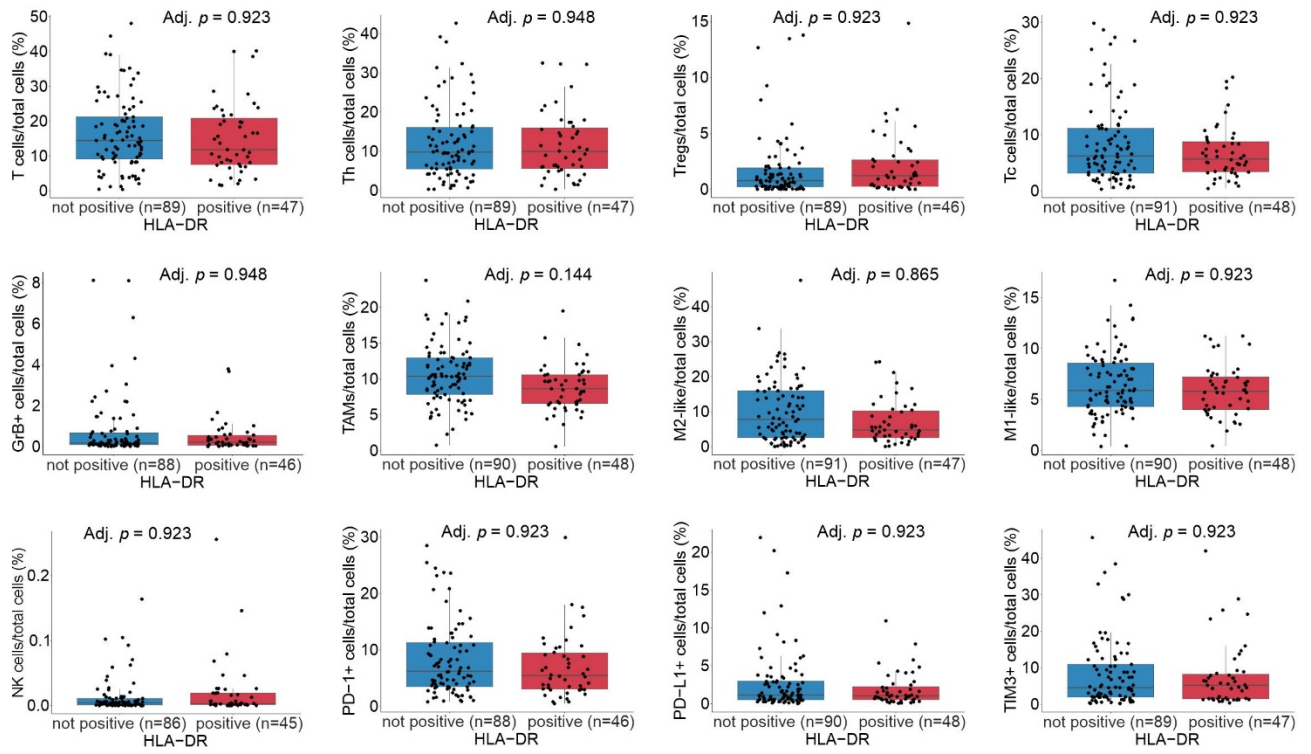 Adj. p = 0.923
T cells/total cells (%)
50
40
30
20
10
0
not positive (n=89) positive (n=47)
HLA−DR
Adj. p = 0.948
Th/total cells (%)
40
30
20
10
0
not positive (n=89) positive (n=47)
HLA−DR
Adj. p = 0.923
Tregs/total cells (%)
15
10
5
0
not positive (n=89) positive (n=46)
HLA−DR
Adj. p = 0.923
Tc cells/total cells (%)
30
20
10
0
not positive (n=91) positive (n=48)
HLA−DR
Adj. p = 0.948
GrB+ cells/total cells (%)
8
6
4
2
0
not positive (n=88) positive (n=46)
HLA−DR
Adj. p = 0.144
TAMs/total cells (%)
20
15
10
5
0
not positive (n=90) positive (n=48)
HLA−DR
Adj. p = 0.865
M2−like/total cells (%)
40
30
20
10
0
not positive (n=91) positive (n=47)
HLA−DR
Adj. p = 0.923
M1−like/total cells (%)
15
10
5
0
not positive (n=90) positive (n=48)
HLA−DR
Adj. p = 0.923
NK cells/total cells (%)
0.2
0.1
0.0
not positive (n=86) positive (n=45)
HLA−DR
Adj. p = 0.923
PD−1+ cells/total cells (%)
30
20
10
0
not positive (n=88) positive (n=46)
HLA−DR
Adj. p = 0.923
PD−L1+ cells/total cells (%)
20
15
10
5
0
not positive (n=90) positive (n=48)
HLA−DR
Adj. p = 0.923
TIM3+ cells/total cells (%)
40
30
20
10
0
not positive (n=89) positive (n=47)
HLA−DR